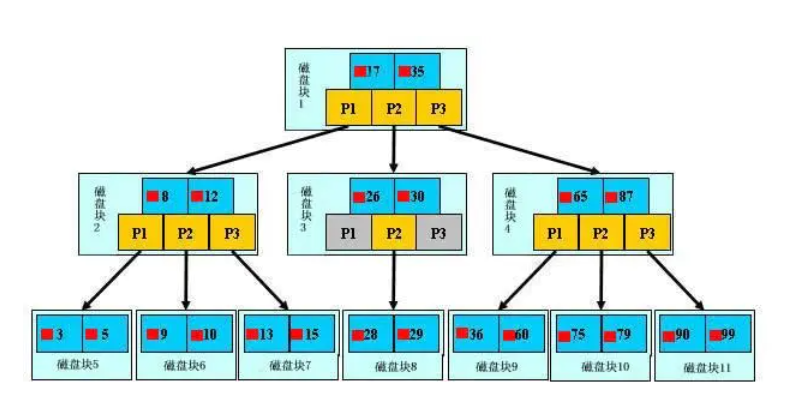 磁盘块1
17 35
P1 P2 P3
磁盘块2
8 12
P1 P2 P3
磁盘块3
26 30
P1 P2 P3
磁盘块4
65 87
P1 P2 P3
3 5
磁盘块5
9 10
磁盘块6
13 15
磁盘块7
28 29
磁盘块8
36 60
磁盘块9
75 79
磁盘块10
90 99
磁盘块11